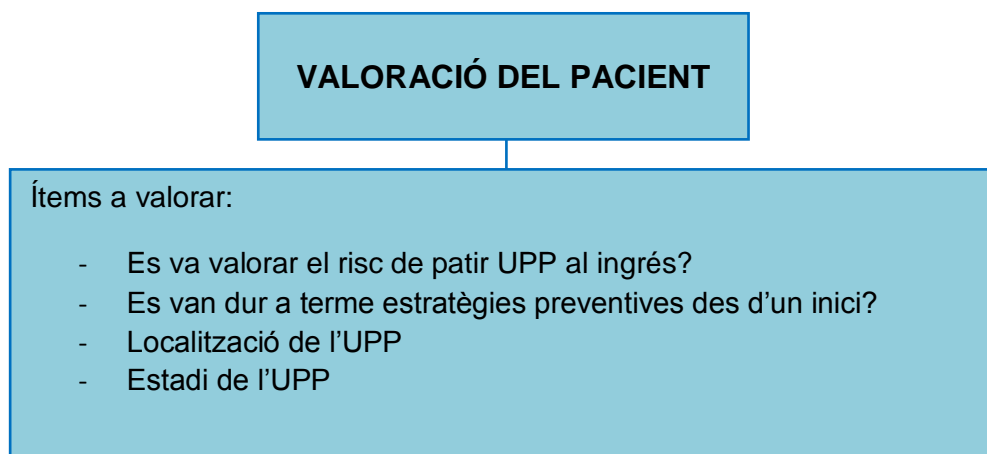 VALORACIÓ DEL PACIENT
Ítems a valorar:
- Es va valorar el risc de patir UPP al ingrés?
- Es van dur a terme estratègies preventives des d’un inici?
- Localització de l’UPP
- Estadi de l’UPP